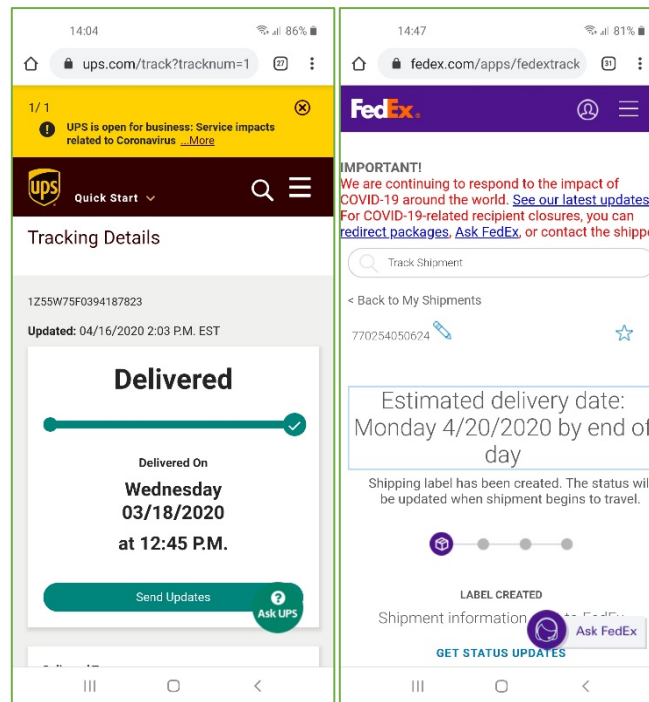 14:04
86%
ups.com/track?tracknum=1
27
1/ 1
UPS is open for business: Service impacts
related to Coronavirus ...More
ups
Quick Start
Tracking Details
1Z55W75F0394187823
Updated: 04/16/2020 2:03 P.M. EST
Delivered
Delivered On
Wednesday
03/18/2020
at 12:45 P.M.
Send Updates
?
Ask UPS
14:47
81%
fedex.com/apps/fedextrack
31
FedEx.
IMPORTANT!
We are continuing to respond to the impact of
COVID-19 around the world. See our latest updates
For COVID-19-related recipient closures, you can
redirect packages, Ask FedEx, or contact the shippe
Track Shipment
< Back to My Shipments
770254050624
Estimated delivery date:
Monday 4/20/2020 by end of
day
Shipping label has been created. The status wil
be updated when shipment begins to travel.
LABEL CREATED
Shipment information
Ask FedEx
GET STATUS UPDATES